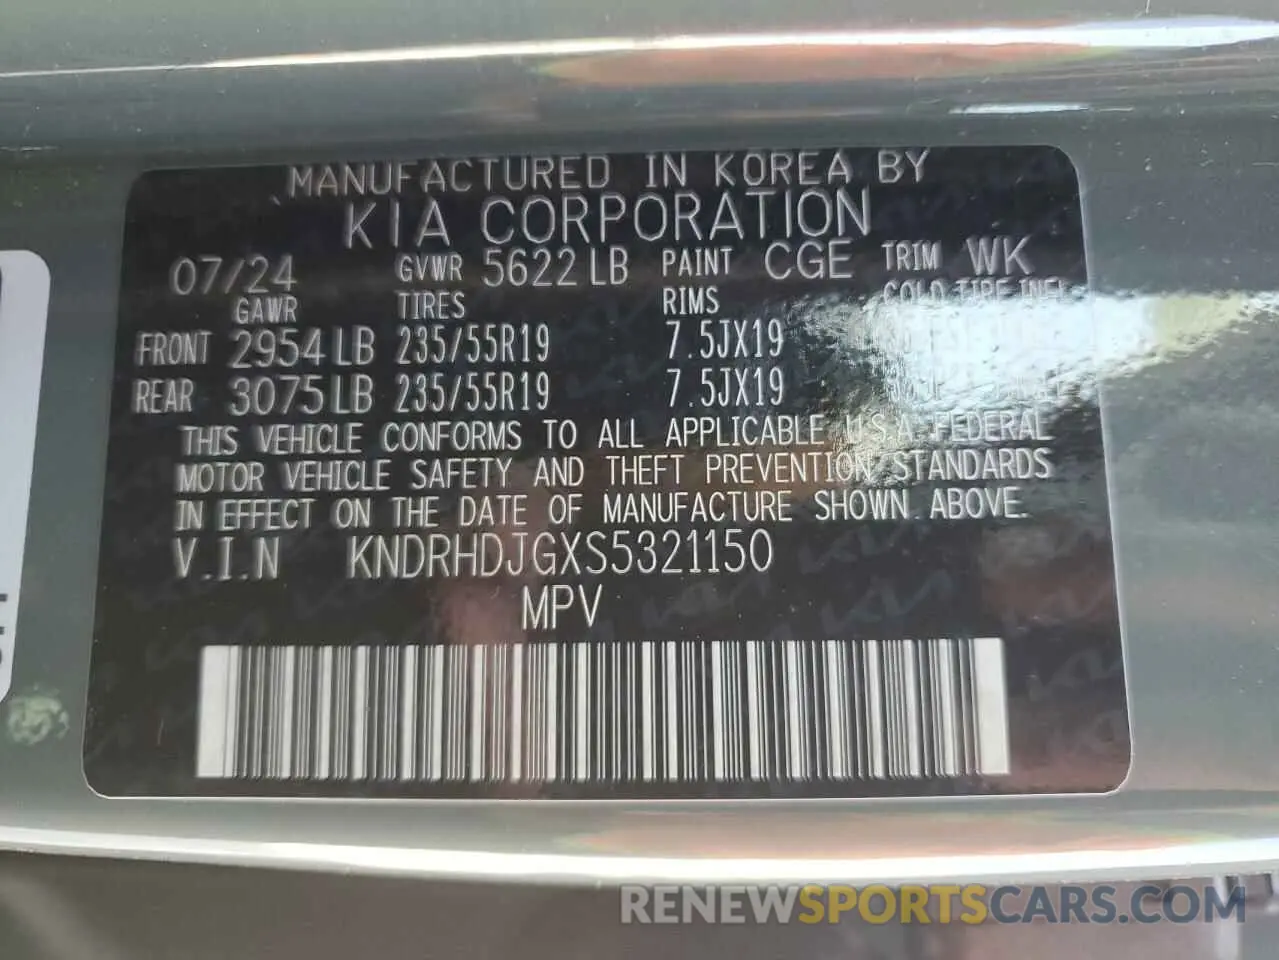 MANUFACTURED IN KOREA BY
KIA CORPORATION
07/24 GVWR 5622 LB PAINT CGE TRIM WK
GAWR TIRES RIMS COLD TIRE INFL
FRONT 2954 LB 235/55R19 7.5JX19
REAR 3075 LB 235/55R19 7.5JX19
THIS VEHICLE CONFORMS TO ALL APPLICABLE U.S.A FEDERAL
MOTOR VEHICLE SAFETY AND THEFT PREVENTION STANDARDS
IN EFFECT ON THE DATE OF MANUFACTURE SHOWN ABOVE.
V.I.N KNDRHDJGXS5321150
MPV
RENEWSPORTSCARS.COM